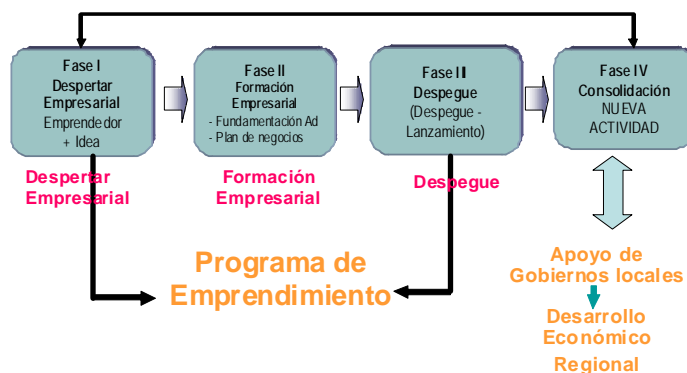 Fase I
Despertar
Empresarial
Emprendedor
+ Idea
Fase II
Formación
Empresarial
- Fundamentación Ad
- Plan de negocios
Fase III
Despegue
(Despegue -
Lanzamiento)
Fase IV
Consolidación
NUEVA
ACTIVIDAD
Despertar
Empresarial
Formación
Empresarial
Despegue
Programa de
Emprendimiento
Apoyo de
Gobiernos locales
Desarrollo
Económico
Regional